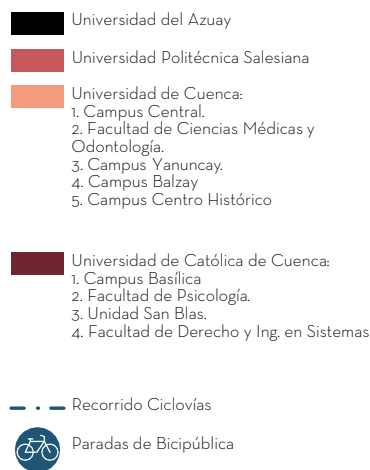 Universidad del Azuay
Universidad Politécnica Salesiana
Universidad de Cuenca:
1. Campus Central.
2. Facultad de Ciencias Médicas y
Odontología.
3. Campus Yanuncay.
4. Campus Balzay
5. Campus Centro Histórico
Universidad de Católica de Cuenca:
1. Campus Basílica
2. Facultad de Psicología.
3. Unidad San Blas.
4. Facultad de Derecho y Ing. en Sistemas
Recorrido Ciclovías
Paradas de Bicipública